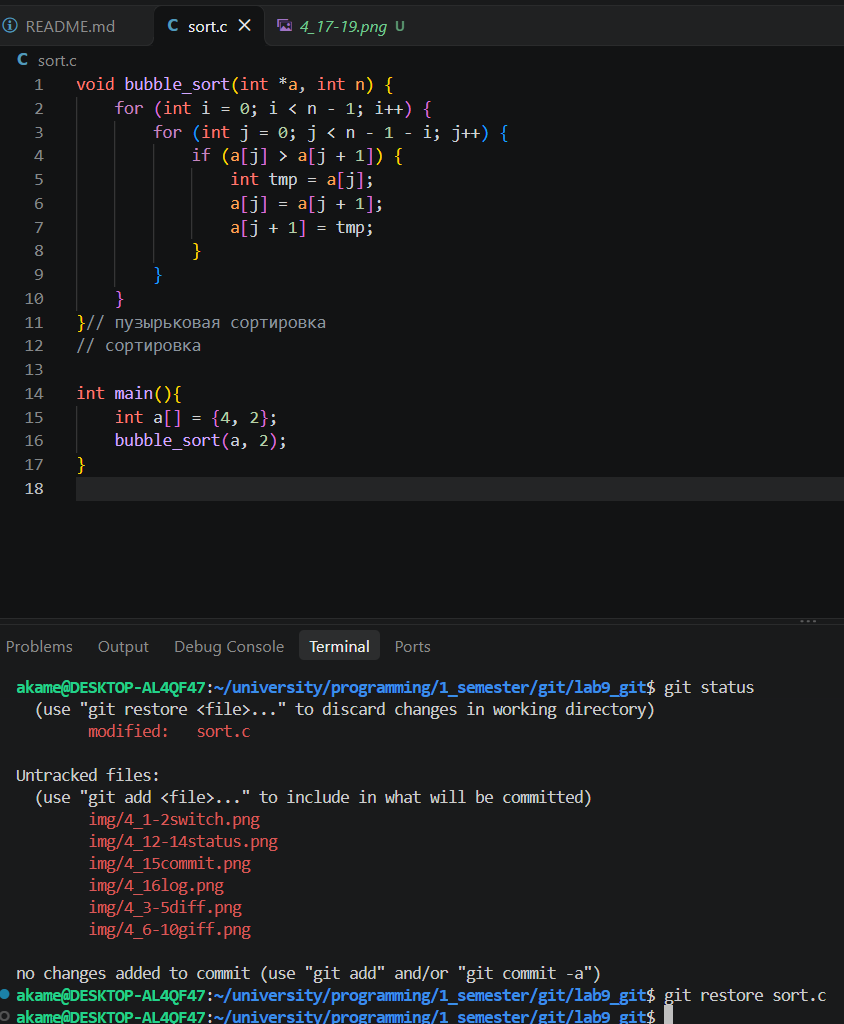 README.md
C sort.c
4_17-19.png U
C sort.c
1 void bubble_sort(int *a, int n) {
2 for (int i = 0; i < n - 1; i++) {
3 for (int j = 0; j < n - 1 - i; j++) {
4 if (a[j] > a[j + 1]) {
5 int tmp = a[j];
6 a[j] = a[j + 1];
7 a[j + 1] = tmp;
8 }
9 }
10 }
11 }// пузырьковая сортировка
12 // сортировка
13
14 int main(){
15 int a[] = {4, 2};
16 bubble_sort(a, 2);
17 }
18
Problems Output Debug Console Terminal Ports
akame@DESKTOP-AL4QF47:~/university/programming/1_semester/git/lab9_git$ git status
(use "git restore <file>..." to discard changes in working directory)
modified: sort.c
Untracked files:
(use "git add <file>..." to include in what will be committed)
img/4_1-2switch.png
img/4_12-14status.png
img/4_15commit.png
img/4_16log.png
img/4_3-5diff.png
img/4_6-10giff.png
no changes added to commit (use "git add" and/or "git commit -a")
akame@DESKTOP-AL4QF47:~/university/programming/1_semester/git/lab9_git$ git restore sort.c
akame@DESKTOP-AL4QF47:~/university/programming/1_semester/git/lab9_git$